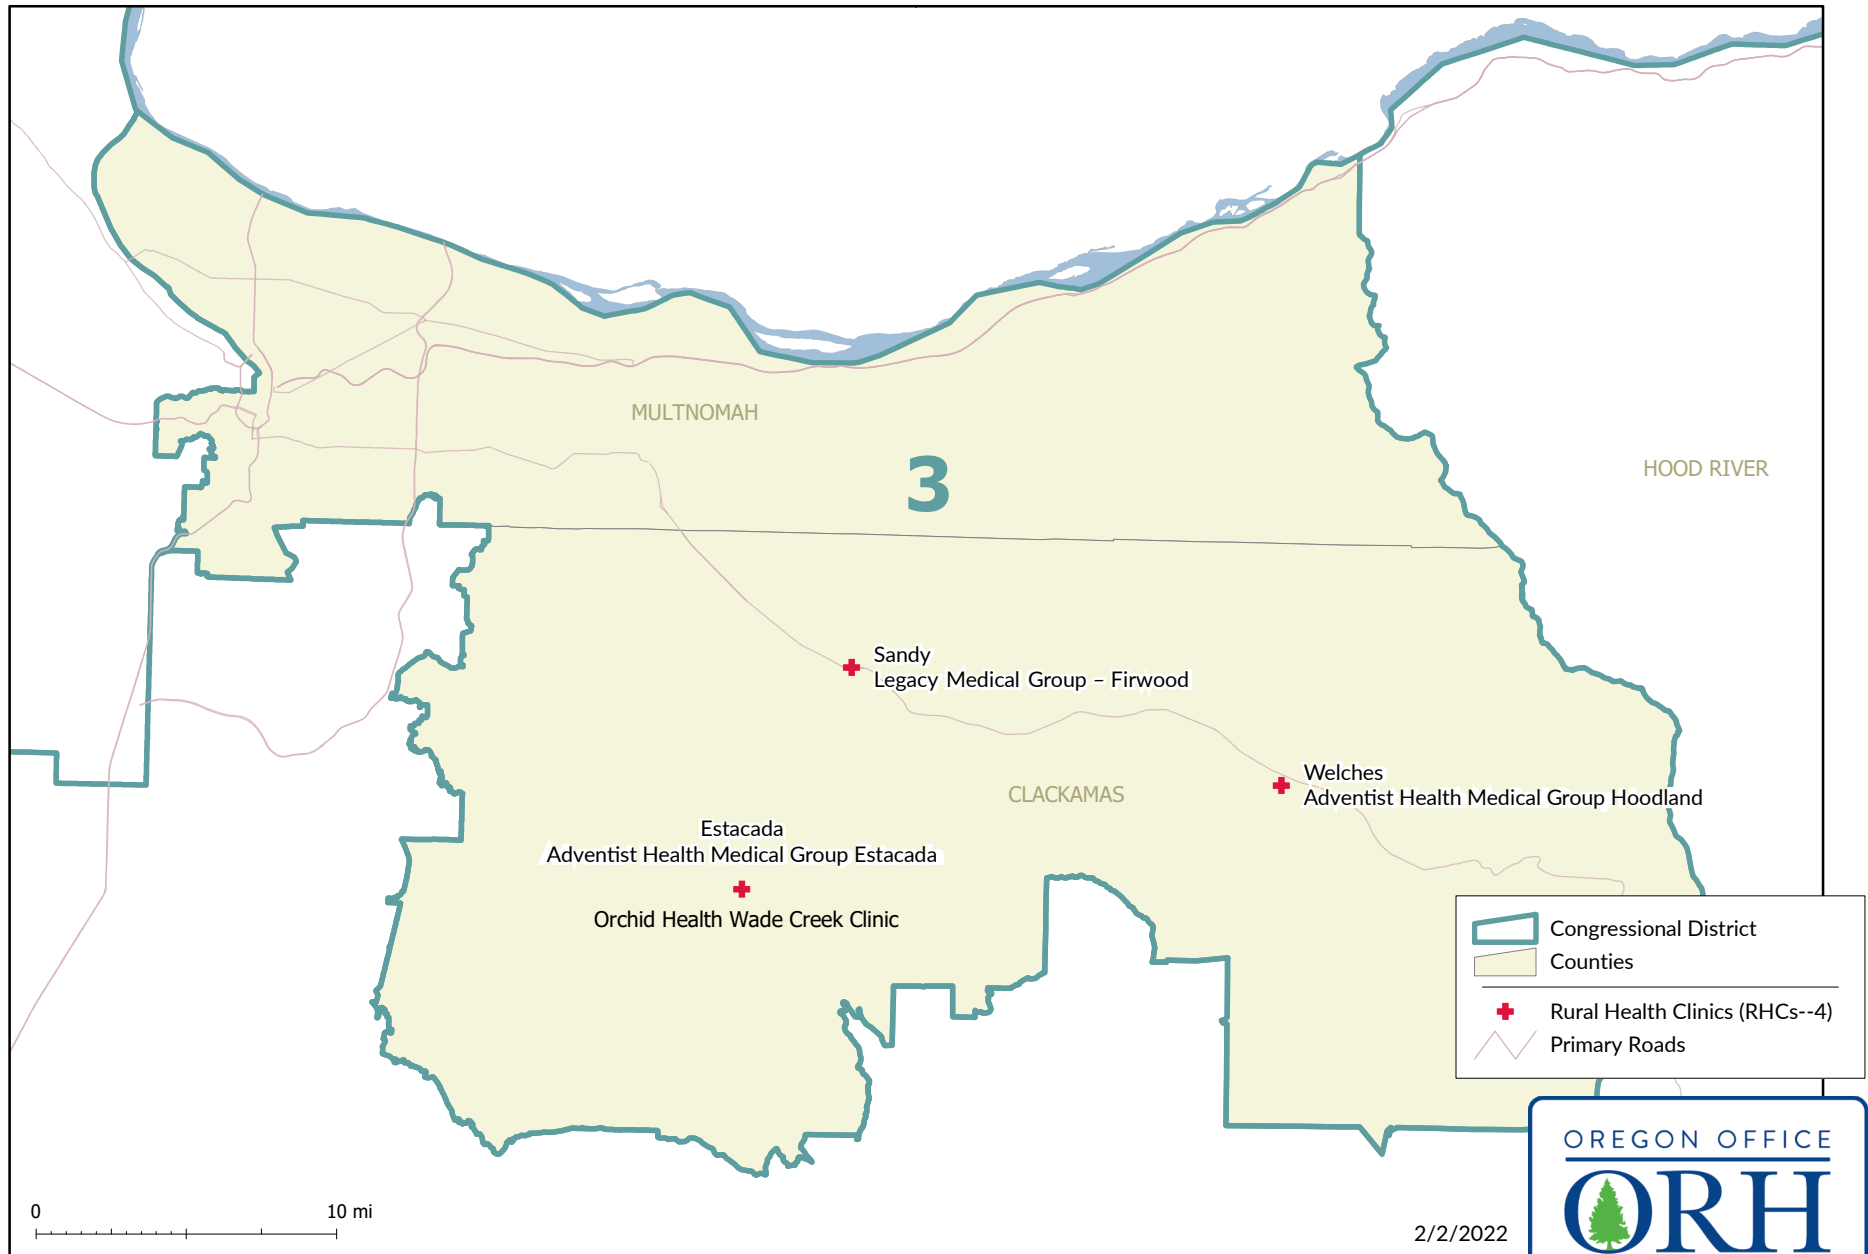 MULTNOMAH
3
HOOD RIVER
Sandy
Legacy Medical Group – Firwood
Welches
Adventist Health Medical Group Hoodland
CLACKAMAS
Estacada
Adventist Health Medical Group Estacada
Orchid Health Wade Creek Clinic
Congressional District
Counties
Rural Health Clinics (RHCs--4)
Primary Roads
0 10 mi
2/2/2022
OREGON OFFICE
ORH